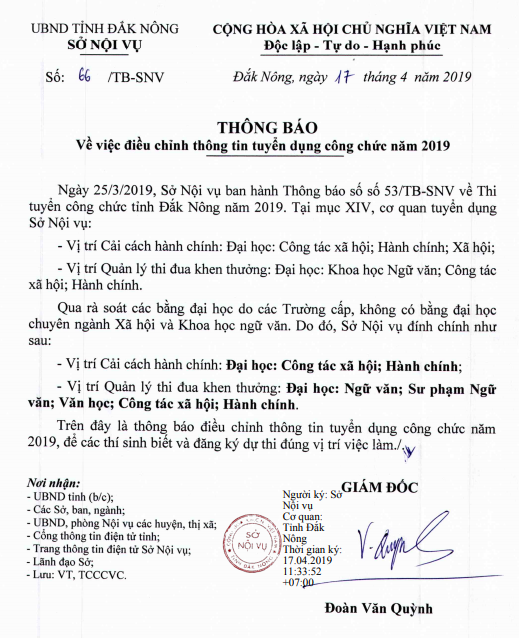 UBND TỈNH ĐẮK NÔNG
SỞ NỘI VỤ
CỘNG HÒA XÃ HỘI CHỦ NGHĨA VIỆT NAM
Độc lập - Tự do - Hạnh phúc
Số: 66 /TB-SNV
Đắk Nông, ngày 17 tháng 4 năm 2019
THÔNG BÁO
Về việc điều chỉnh thông tin tuyển dụng công chức năm 2019
Ngày 25/3/2019, Sở Nội vụ ban hành Thông báo số số 53/TB-SNV về Thi
tuyển công chức tỉnh Đắk Nông năm 2019. Tại mục XIV, cơ quan tuyển dụng
Sở Nội vụ:
- Vị trí Cải cách hành chính: Đại học: Công tác xã hội; Hành chính; Xã hội;
- Vị trí Quản lý thi đua khen thưởng: Đại học: Khoa học Ngữ văn; Công tác
xã hội; Hành chính.
Qua rà soát các bằng đại học do các Trường cấp, không có bằng đại học
chuyên ngành Xã hội và Khoa học ngữ văn. Do đó, Sở Nội vụ đính chính như
sau:
- Vị trí Cải cách hành chính: Đại học: Công tác xã hội; Hành chính;
- Vị trí Quản lý thi đua khen thưởng: Đại học: Ngữ văn; Sư phạm Ngữ
văn; Văn học; Công tác xã hội; Hành chính.
Trên đây là thông báo điều chỉnh thông tin tuyển dụng công chức năm
2019, để các thí sinh biết và đăng ký dự thi đúng vị trí việc làm./.
Nơi nhận:
- UBND tỉnh (b/c);
- Các Sở, ban, ngành;
- UBND, phòng Nội vụ các huyện, thị xã;
- Cổng thông tin điện tử tỉnh;
- Trang thông tin điện tử Sở Nội vụ;
- Lãnh đạo Sở;
- Lưu: VT, TCCCVC.
SỞ
NỘI VỤ
TỈNH ĐẮK NÔNG
Người ký: Sở
Nội vụ
Cơ quan:
Tỉnh Đắk
Nông
Thời gian ký:
17.04.2019
11:33:52
+07:00
GIÁM ĐỐC
Đoàn Văn Quỳnh